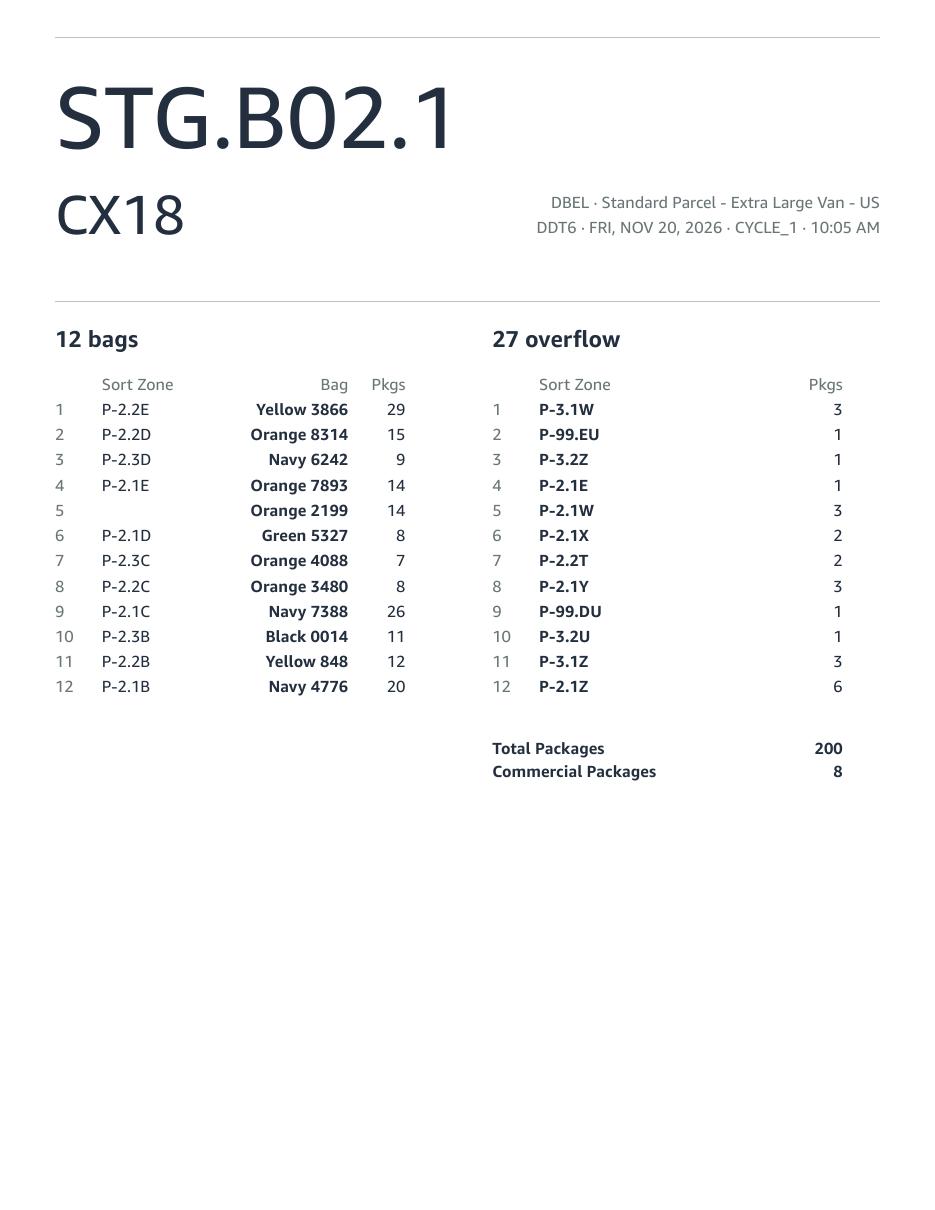 STG.B02.1
CX18
DBEL · Standard Parcel - Extra Large Van - US
DDT6 · FRI, NOV 20, 2026 · CYCLE_1 · 10:05 AM
12 bags
Sort Zone Bag Pkgs
1 P-2.2E Yellow 3866 29
2 P-2.2D Orange 8314 15
3 P-2.3D Navy 6242 9
4 P-2.1E Orange 7893 14
5 Orange 2199 14
6 P-2.1D Green 5327 8
7 P-2.3C Orange 4088 7
8 P-2.2C Orange 3480 8
9 P-2.1C Navy 7388 26
10 P-2.3B Black 0014 11
11 P-2.2B Yellow 848 12
12 P-2.1B Navy 4776 20
27 overflow
Sort Zone Pkgs
1 P-3.1W 3
2 P-99.EU 1
3 P-3.2Z 1
4 P-2.1E 1
5 P-2.1W 3
6 P-2.1X 2
7 P-2.2T 2
8 P-2.1Y 3
9 P-99.DU 1
10 P-3.2U 1
11 P-3.1Z 3
12 P-2.1Z 6
Total Packages 200
Commercial Packages 8